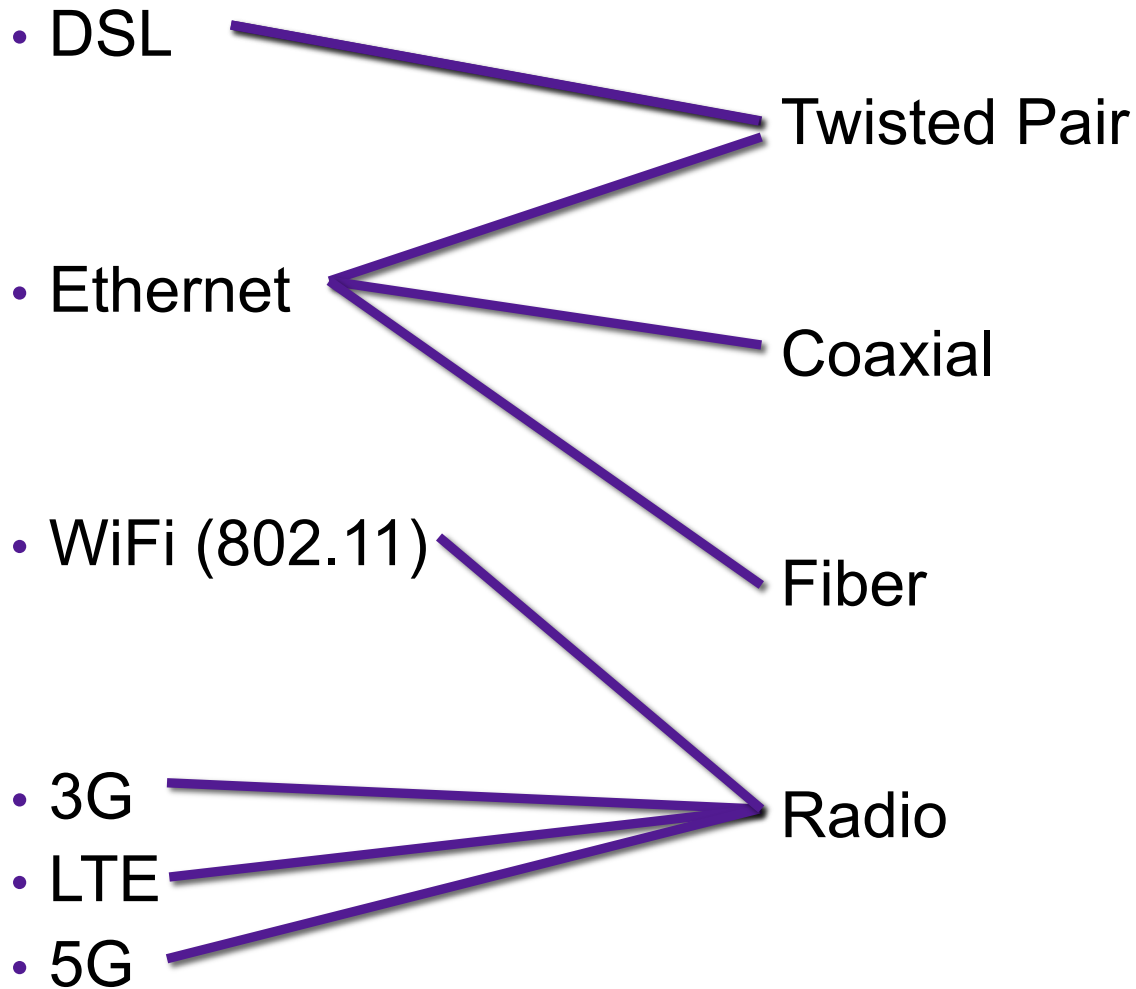 • DSL
Twisted Pair
• Ethernet
Coaxial
• WiFi (802.11)
Fiber
• 3G
Radio
• LTE
• 5G